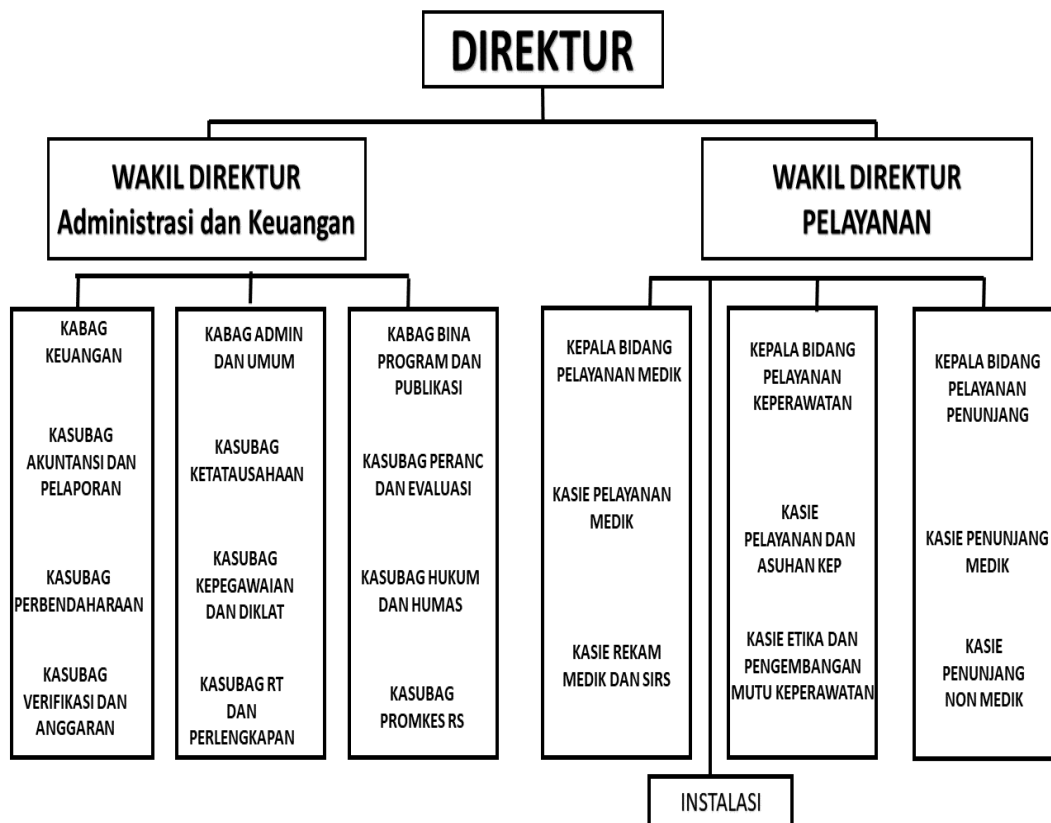 DIREKTUR
WAKIL DIREKTUR
Administrasi dan Keuangan
WAKIL DIREKTUR
PELAYANAN
KABAG
KEUANGAN
KASUBAG
AKUNTANSI DAN
PELAPORAN
KASUBAG
PERBENDAHARAAN
KASUBAG
VERIFIKASI DAN
ANGGARAN
KABAG ADMIN
DAN UMUM
KASUBAG
KETATAUSAHAAN
KASUBAG
KEPEGAWAIAN
DAN DIKLAT
KASUBAG RT
DAN
PERLENGKAPAN
KABAG BINA
PROGRAM DAN
PUBLIKASI
KASUBAG PERANC
DAN EVALUASI
KASUBAG HUKUM
DAN HUMAS
KASUBAG
PROMKES RS
KEPALA BIDANG
PELAYANAN MEDIK
KASIE PELAYANAN
MEDIK
KASIE REKAM
MEDIK DAN SIRS
KEPALA BIDANG
PELAYANAN
KEPERAWATAN
KASIE
PELAYANAN DAN
ASUHAN KEP
KASIE ETIKA DAN
PENGEMBANGAN
MUTU KEPERAWATAN
KEPALA BIDANG
PELAYANAN
PENUNJANG
KASIE PENUNJANG
MEDIK
KASIE
PENUNJANG
NON MEDIK
INSTALASI